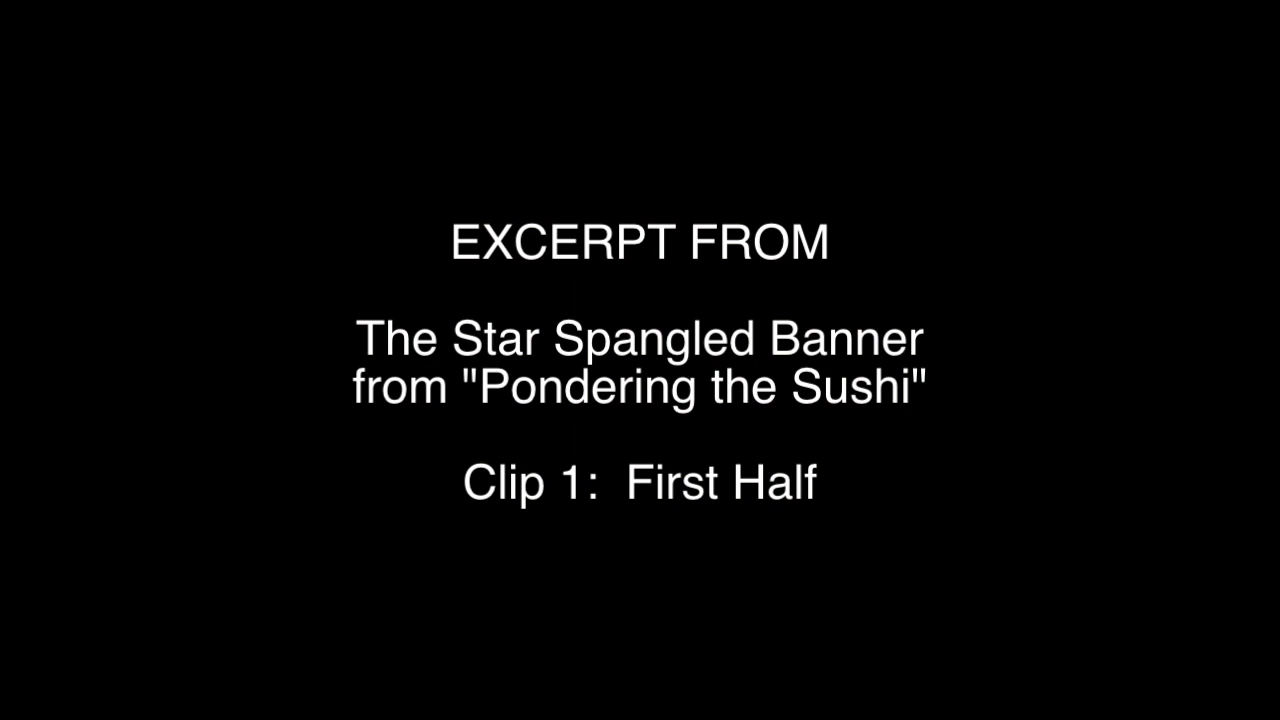 EXCERPT FROM
The Star Spangled Banner
from "Pondering the Sushi"
Clip 1:  First Half